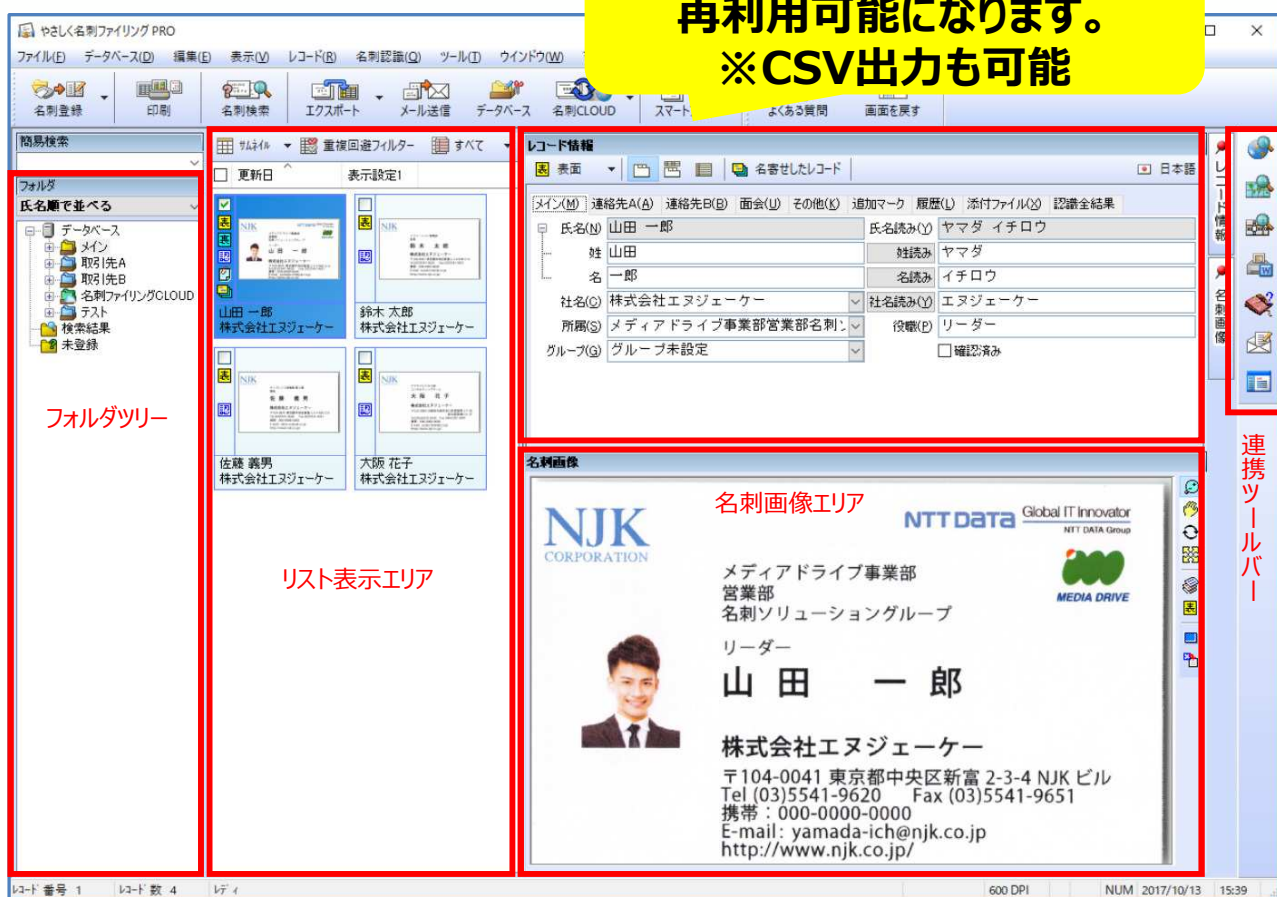 再利用可能になります。
※CSV出力も可能
やさしく名刺ファイリング PRO
ファイル(F) データベース(D) 編集(E) 表示(V) レコード(R) 名刺認識(Q) ツール(T) ウインドウ(W)
名刺登録 印刷 名刺検索 エクスポート メール送信 データベース 名刺CLOUD よくある質問 画面を戻す
簡易検索
フォルダ
氏名順で並べる
データベース
メイン
取引先A
取引先B
名刺ファイリングCLOUD
テスト
検索結果
未登録
フォルダツリー
サムネイル 重複回避フィルター すべて
更新日 表示設定1
山田 一郎
株式会社エヌジェーケー
鈴木 太郎
株式会社エヌジェーケー
佐藤 義男
株式会社エヌジェーケー
大阪 花子
株式会社エヌジェーケー
リスト表示エリア
レコード情報
表 表面 名寄せしたレコード 日本語
メイン(M) 連絡先A(A) 連絡先B(B) 面会(U) その他(K) 追加マーク 履歴(L) 添付ファイル(X) 認識全結果
氏名(N) 山田 一郎 氏名読み(Y) ヤマダ イチロウ
姓 山田 姓読み ヤマダ
名 一郎 名読み イチロウ
社名(C) 株式会社エヌジェーケー 社名読み(Y) エヌジェーケー
所属(S) メディアドライブ事業部営業部名刺 役職(P) リーダー
グループ(G) グループ未設定 確認済み
レコード情報
名刺画像
連携ツールバー
名刺画像
名刺画像エリア
NJK
CORPORATION
NTT DATA
Global IT Innovator
NTT DATA Group
MEDIA DRIVE
メディアドライブ事業部
営業部
名刺ソリューショングループ
リーダー
山田 一郎
株式会社エヌジェーケー
〒104-0041 東京都中央区新富 2-3-4 NJK ビル
Tel (03)5541-9620 Fax (03)5541-9651
携帯：000-0000-0000
E-mail: yamada-ich@njk.co.jp
http://www.njk.co.jp/
レコード 番号 1 レコード 数 4 レディ 600 DPI NUM 2017/10/13 15:39